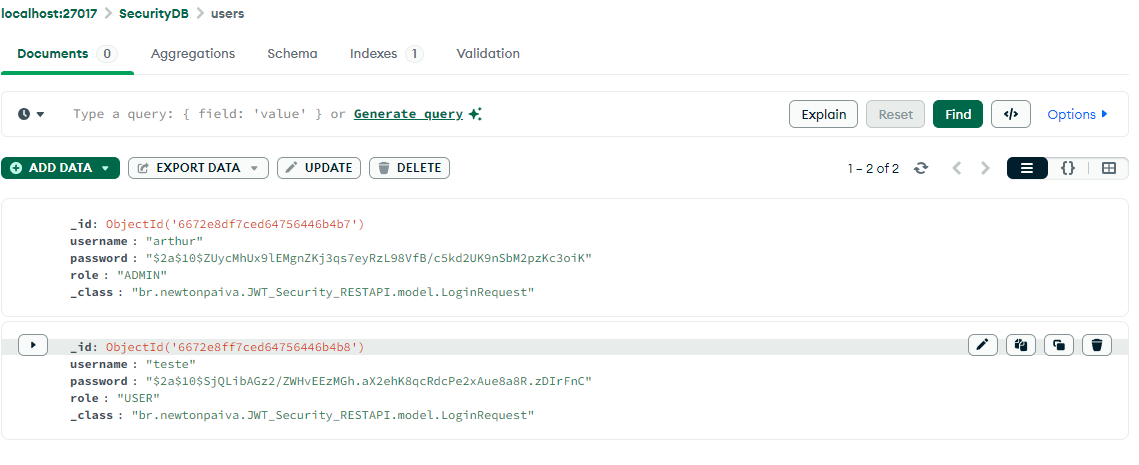 localhost:27017 > SecurityDB > users
Documents 0 Aggregations Schema Indexes 1 Validation
Type a query: { field: 'value' } or Generate query Explain Reset Find </> Options
ADD DATA EXPORT DATA UPDATE DELETE 1 – 2 of 2 {}
_id: ObjectId('6672e8df7ced64756446b4b7')
username : "arthur"
password : "$2a$10$ZUycMhUx9lEMgnZKj3qs7eyRzL98VfB/c5kd2UK9nSbM2pzKc3oiK"
role : "ADMIN"
_class : "br.newtonpaiva.JWT_Security_RESTAPI.model.LoginRequest"
_id: ObjectId('6672e8ff7ced64756446b4b8')
username : "teste"
password : "$2a$10$SjQLibAGz2/ZWHvEEzMGh.aX2ehK8qcRdcPe2xAue8a8R.zDIrFnC"
role : "USER"
_class : "br.newtonpaiva.JWT_Security_RESTAPI.model.LoginRequest"